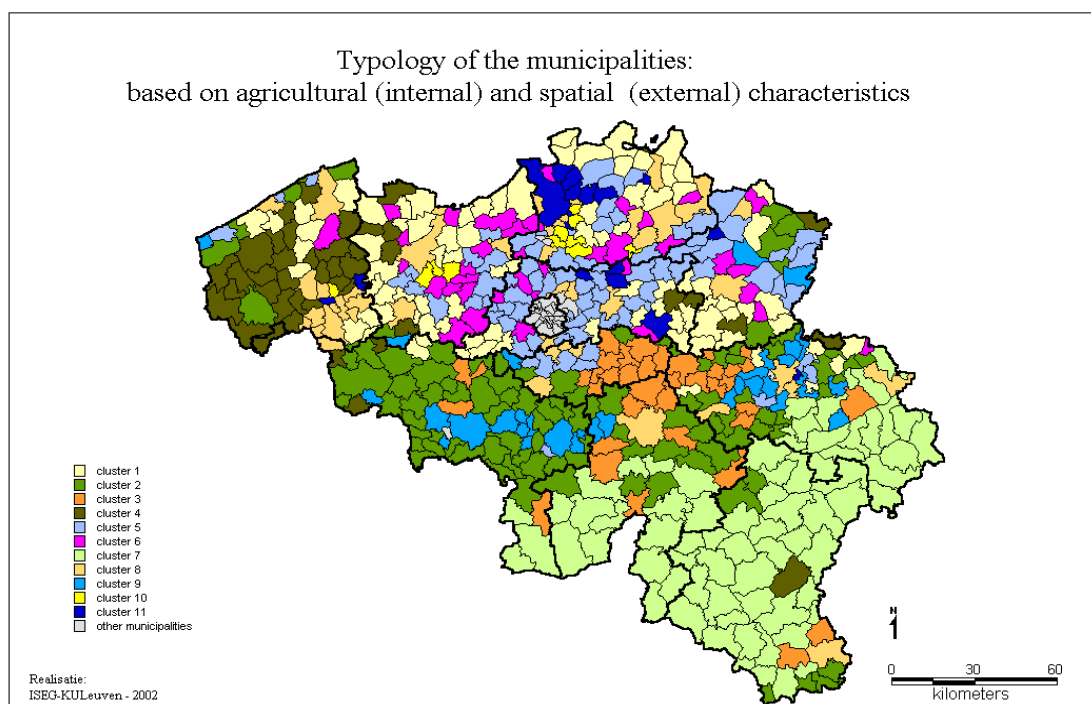 Typology of the municipalities:
based on agricultural (internal) and spatial (external) characteristics
cluster 1
cluster 2
cluster 3
cluster 4
cluster 5
cluster 6
cluster 7
cluster 8
cluster 9
cluster 10
cluster 11
other municipalities
N
0 30 60
kilometers
Realisatie:
ISEG-KULeuven - 2002